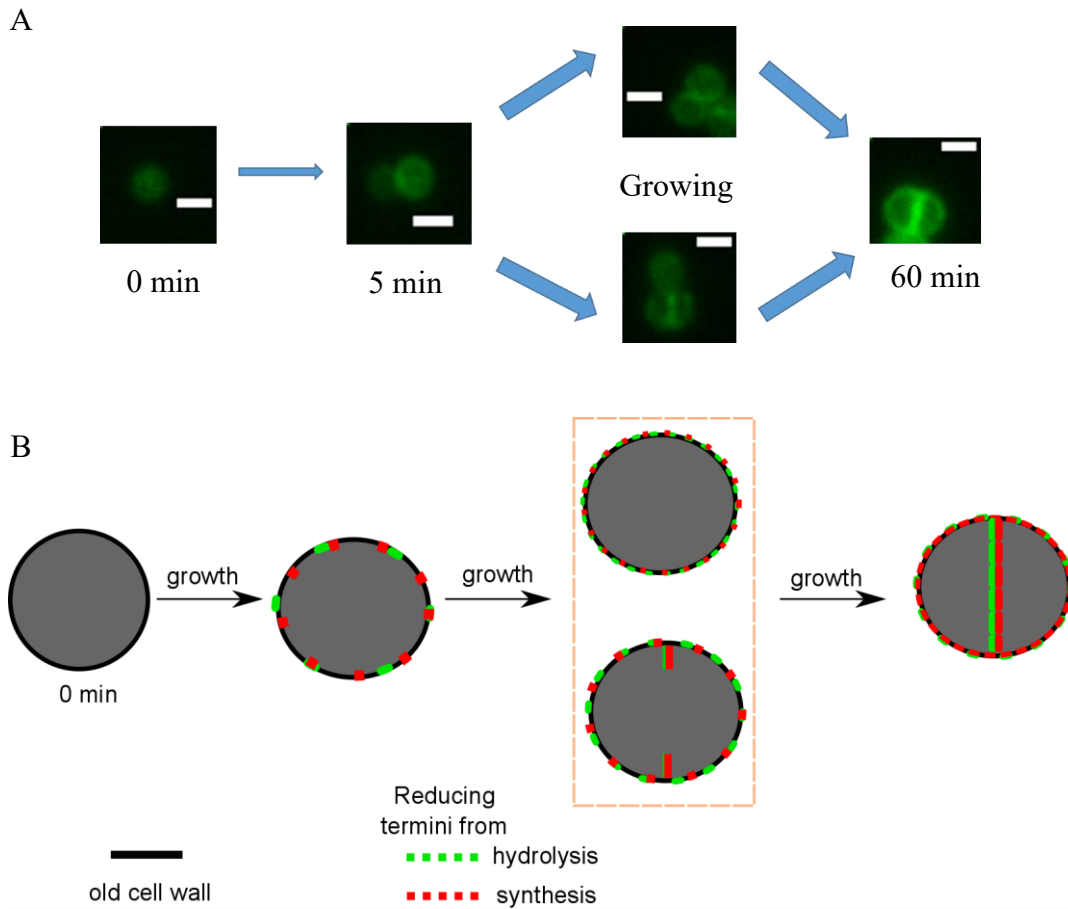 A
Growing
0 min
5 min
60 min
B
growth
growth
growth
0 min
Reducing
termini from
hydrolysis
synthesis
old cell wall